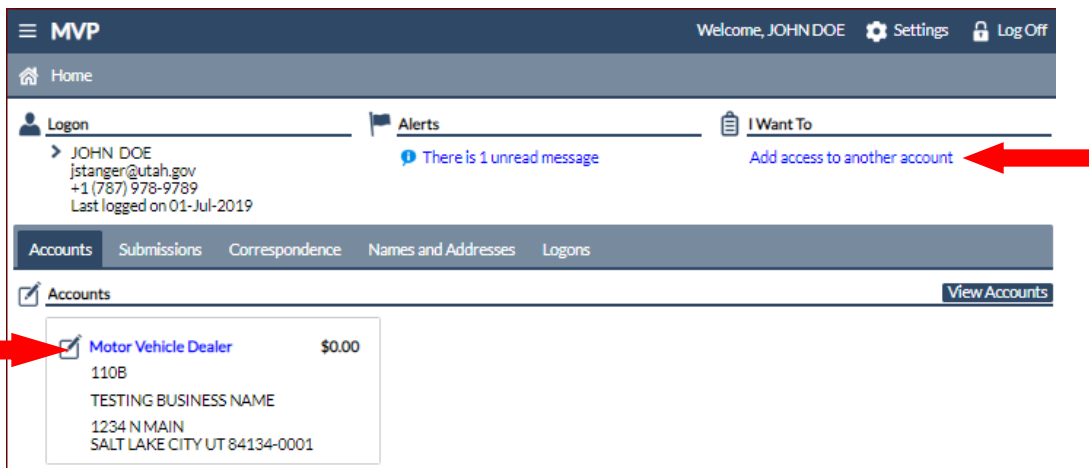 MVP
Welcome, JOHN DOE Settings Log Off
Home
Logon
JOHN DOE
jstanger@utah.gov
+1 (787) 978-9789
Last logged on 01-Jul-2019
Alerts
There is 1 unread message
I Want To
Add access to another account
Accounts Submissions Correspondence Names and Addresses Logons
Accounts View Accounts
Motor Vehicle Dealer $0.00
110B
TESTING BUSINESS NAME
1234 N MAIN
SALT LAKE CITY UT 84134-0001